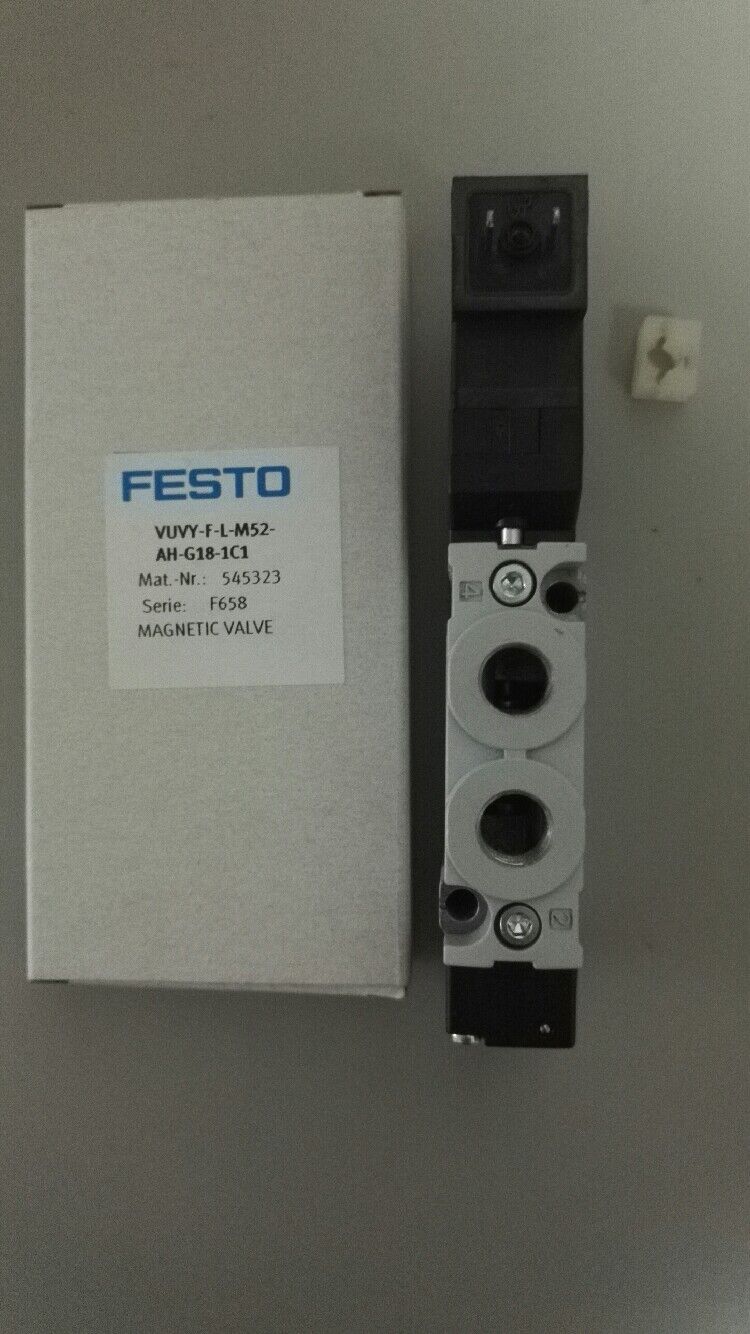 FESTO
VUVY-F-L-M52-
AH-G18-1C1
Mat.-Nr.: 545323
Serie: F658
MAGNETIC VALVE